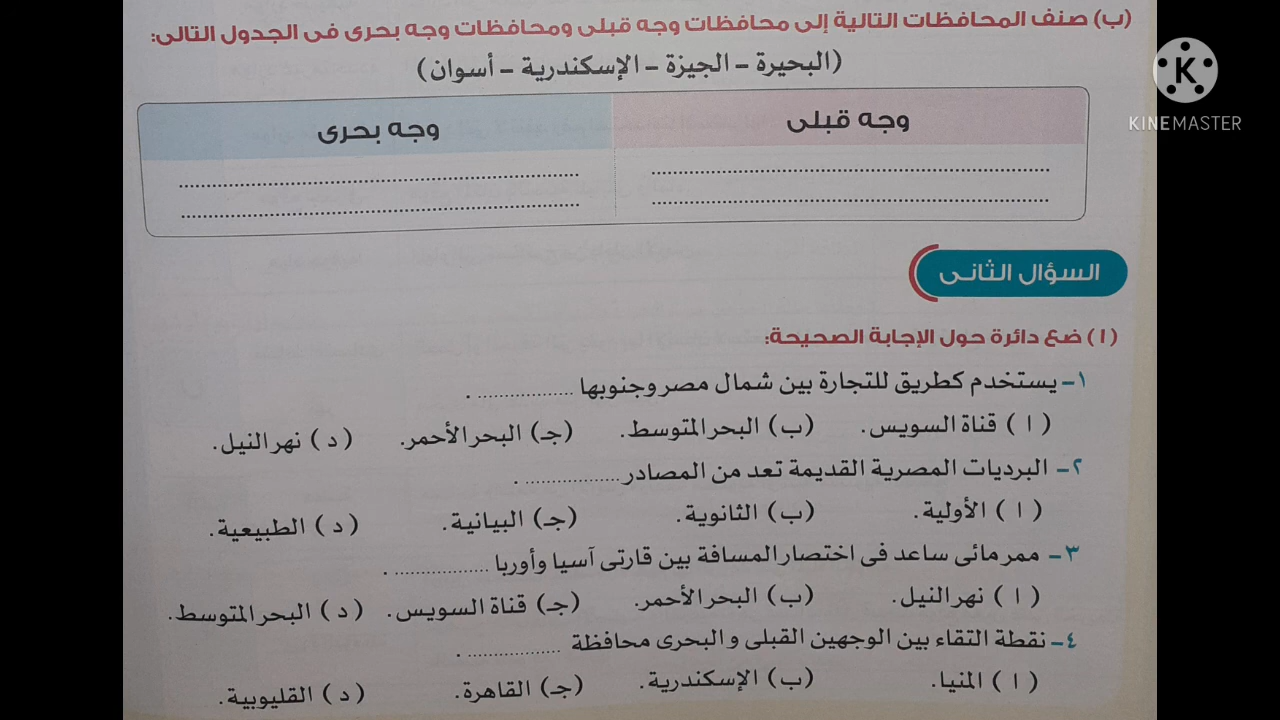 (ب) صنف المحافظات التالية إلى محافظات وجه قبلى ومحافظات وجه بحرى فى الجدول التالى:
(البحيرة - الجيزة - الإسكندرية - أسوان)
وجه قبلى وجه بحرى
KINEMASTER
السؤال الثانى
(ا) ضع دائرة حول الإجابة الصحيحة:
١- يستخدم كطريق للتجارة بين شمال مصر وجنوبها .................. .
(ا) قناة السويس. (ب) البحر المتوسط. (جـ) البحر الأحمر. (د) نهر النيل.
٢- البرديات المصرية القديمة تعد من المصادر .................. .
(ا) الأولية. (ب) الثانوية. (جـ) البيانية. (د) الطبيعية.
٣- ممر مائى ساعد فى اختصار المسافة بين قارتى آسيا وأوربا .................. .
(ا) نهر النيل. (ب) البحر الأحمر. (جـ) قناة السويس. (د) البحر المتوسط.
٤- نقطة التقاء بين الوجهين القبلى والبحرى محافظة .................. .
(ا) المنيا. (ب) الإسكندرية. (جـ) القاهرة. (د) القليوبية.